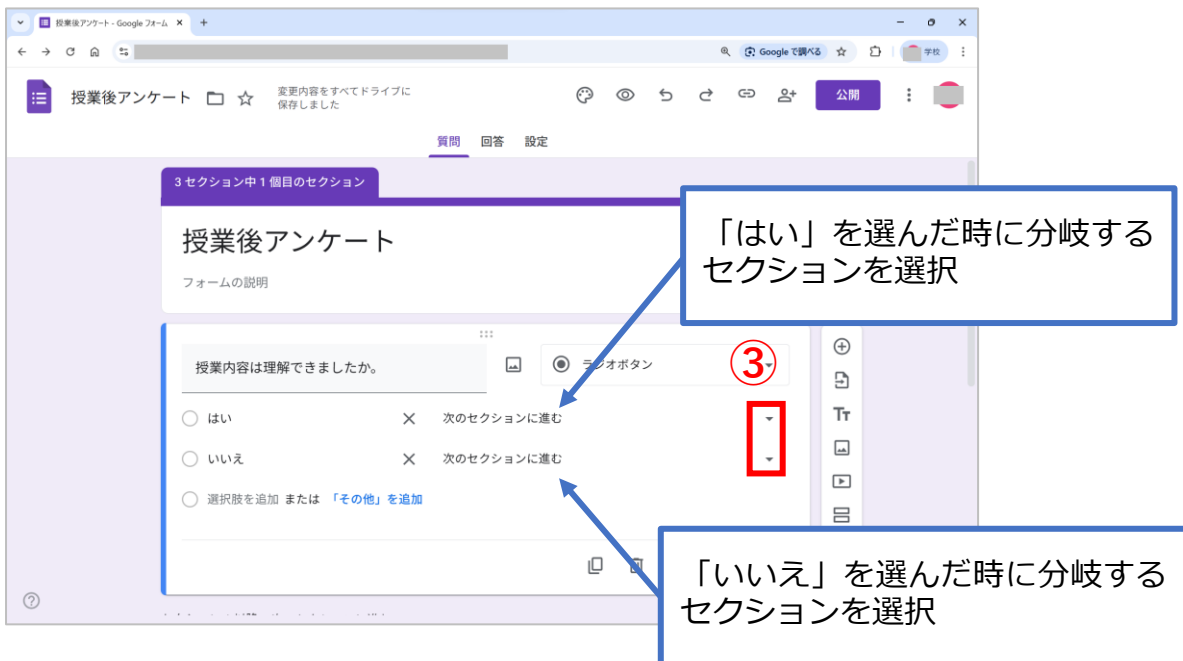 授業後アンケート - Google フォーム
Google で調べる
学校
授業後アンケート
変更内容をすべてドライブに
保存しました
公開
質問 回答 設定
3 セクション中 1 個目のセクション
授業後アンケート
フォームの説明
「はい」を選んだ時に分岐する
セクションを選択
授業内容は理解できましたか。
ラジオボタン
③
はい
次のセクションに進む
いいえ
次のセクションに進む
選択肢を追加 または 「その他」を追加
「いいえ」を選んだ時に分岐する
セクションを選択